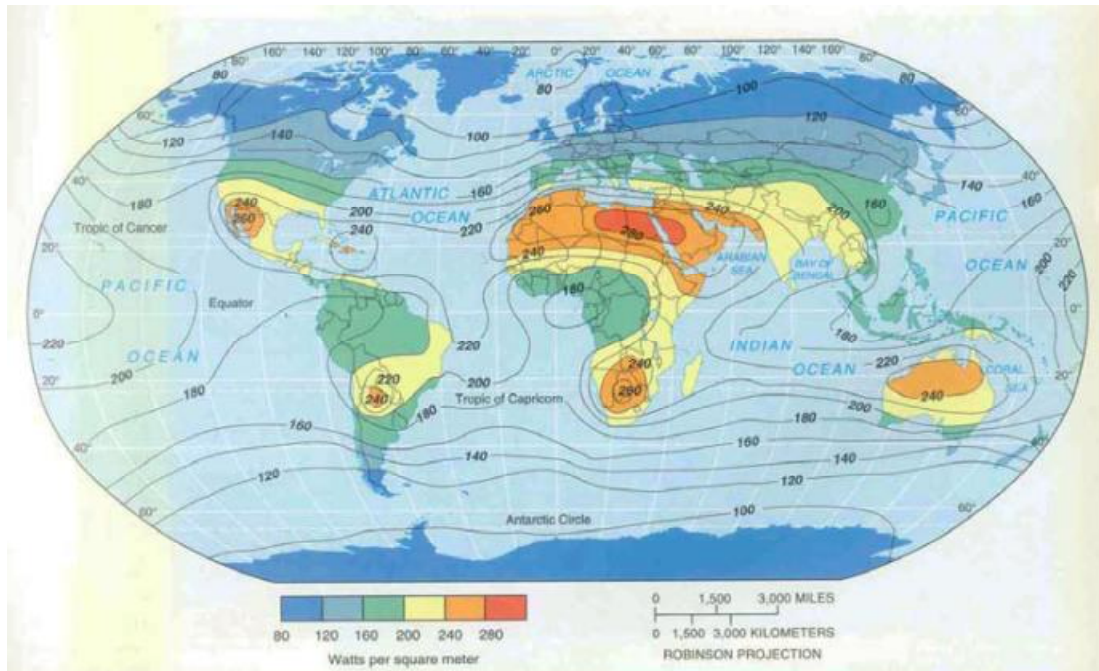 160° 140° 120° 100° 80° 60° 40° 20° 0° 20° 40° 60° 80° 100° 120° 140° 160°
80° 80°
80 ARCTIC OCEAN 80
80 100
60° 120 60°
120 140 100
40° 140 40°
180 ATLANTIC 160 160 PACIFIC
240 200 OCEAN 260 240 200
260 220 280
Tropic of Cancer 240 240
20° ARABIAN SEA BAY OF BENGAL OCEAN 20°
200
220
PACIFIC 180
Equator
0° 180 0°
220 220 INDIAN
OCEAN 220 240 220
200 OCEAN CORAL SEA
20° 240 200 260 240 200 20°
180 180 Tropic of Capricorn 180
160 160
40° 140 140 40°
120 120
60° 100 60°
Antarctic Circle
0 1,500 3,000 MILES
0 1,500 3,000 KILOMETERS
80 120 160 200 240 280
Watts per square meter
ROBINSON PROJECTION